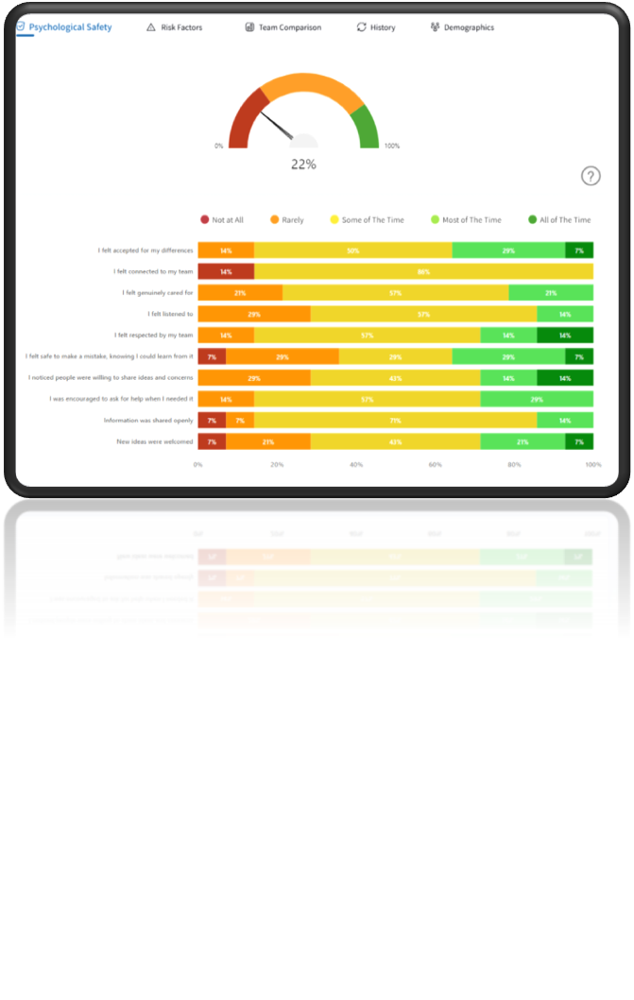 Psychological Safety Risk Factors Team Comparison History Demographics
0% 100%
22%
?
Not at All Rarely Some of The Time Most of The Time All of The Time
I felt accepted for my differences 14% 50% 29% 7%
I felt connected to my team 14% 86%
I felt genuinely cared for 21% 57% 21%
I felt listened to 29% 57% 14%
I felt respected by my team 14% 57% 14% 14%
I felt safe to make a mistake, knowing I could learn from it 7% 29% 29% 29% 7%
I noticed people were willing to share ideas and concerns 29% 43% 14% 14%
I was encouraged to ask for help when I needed it 14% 57% 29%
Information was shared openly 7% 7% 71% 14%
New ideas were welcomed 7% 21% 43% 21% 7%
0% 20% 40% 60% 80% 100%